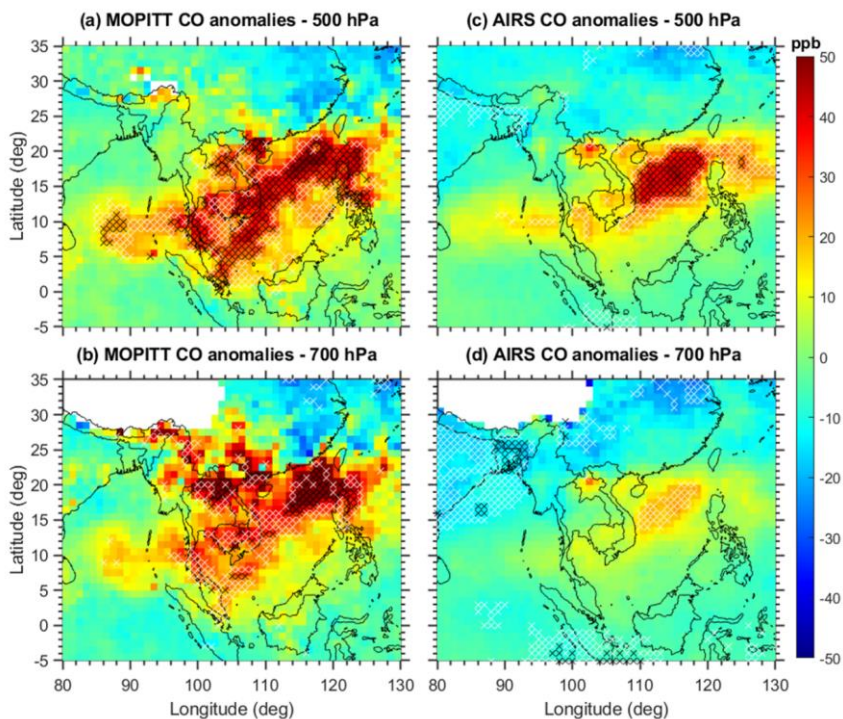 (a) MOPITT CO anomalies - 500 hPa
(c) AIRS CO anomalies - 500 hPa
ppb
35
30
25
20
15
10
5
0
-5
Latitude (deg)
50
40
30
20
10
0
-10
-20
-30
-40
-50
(b) MOPITT CO anomalies - 700 hPa
(d) AIRS CO anomalies - 700 hPa
35
30
25
20
15
10
5
0
-5
Latitude (deg)
80 90 100 110 120 130
80 90 100 110 120 130
Longitude (deg)
Longitude (deg)